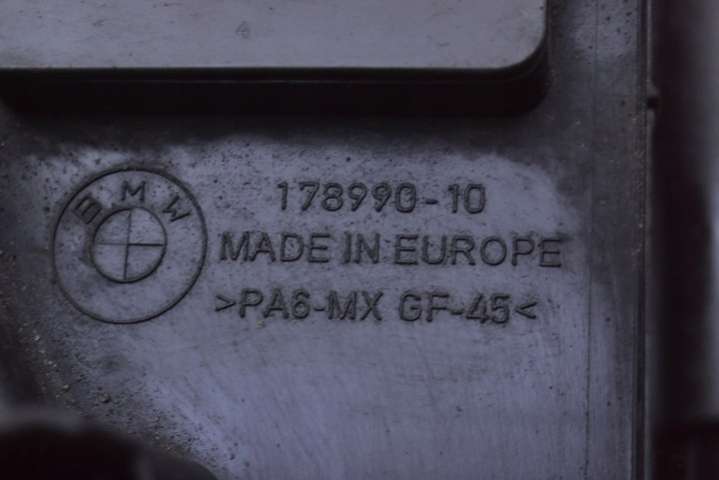 BMW
178990-10
MADE IN EUROPE
>PA6-MX GF-45<